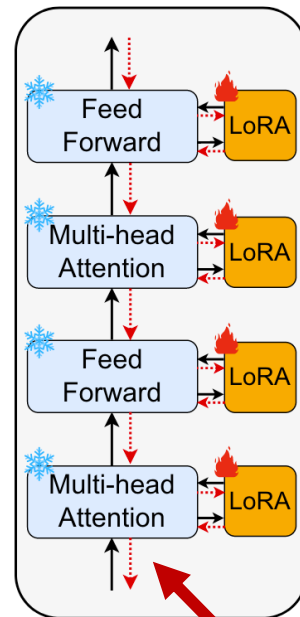 Feed
Forward
LoRA
Multi-head
Attention
LoRA
Feed
Forward
LoRA
Multi-head
Attention
LoRA